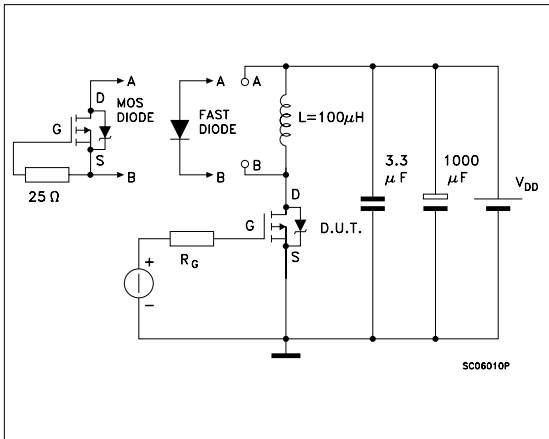 A
D
MOS
DIODE
G
S
B
25 Ω
A
FAST
DIODE
B
A
L=100µH
B
D
G
D.U.T.
S
RG
+
−
3.3
µF
1000
µF
VDD
SC06010P